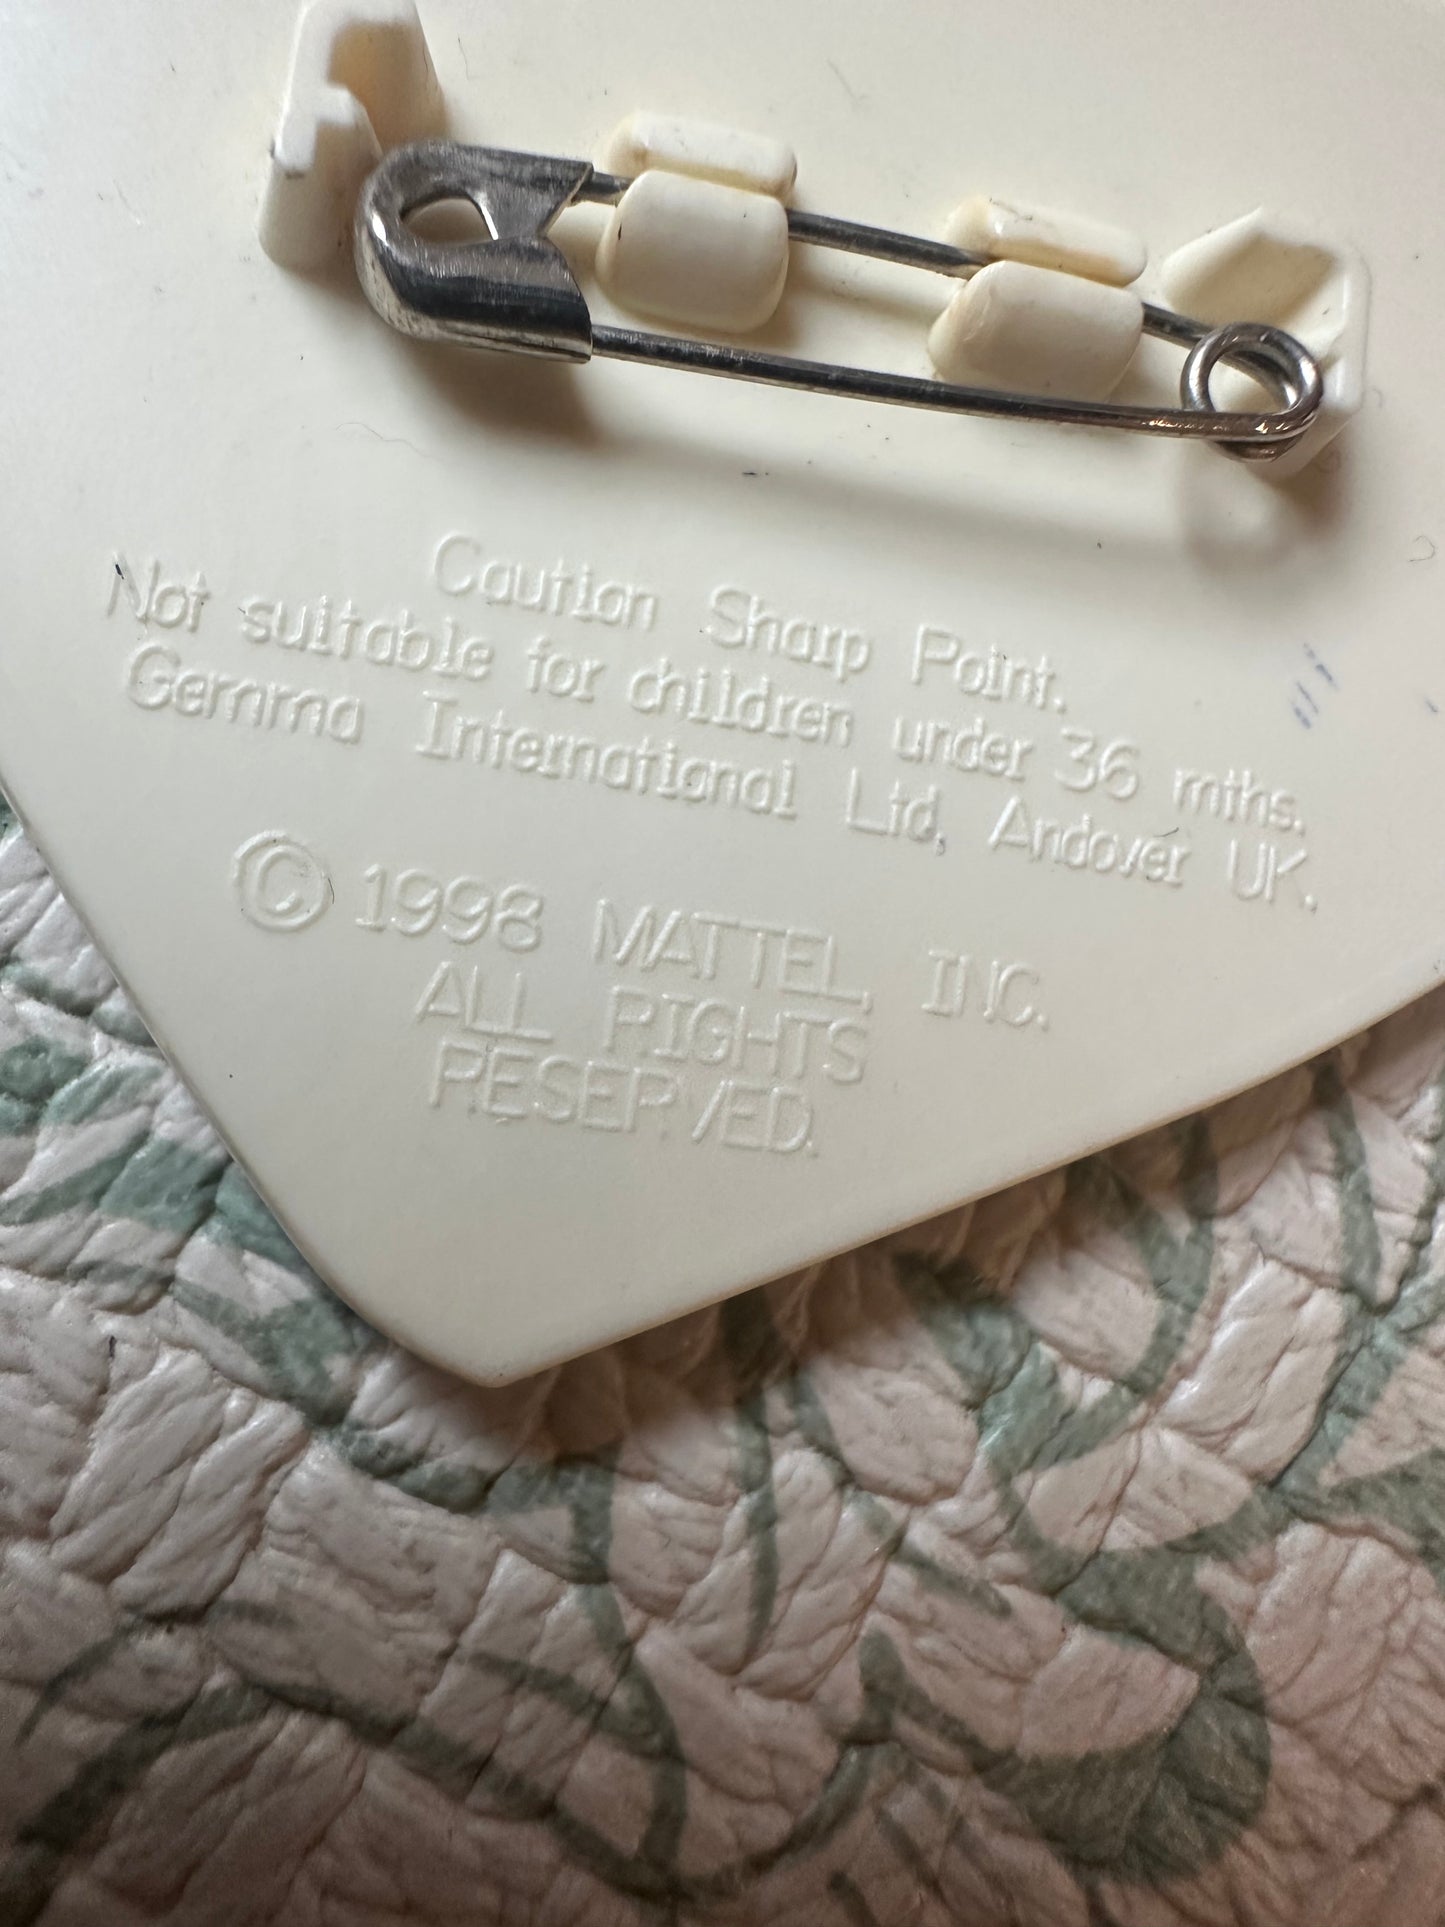 Caution Sharp Point.
Not suitable for children under 36 mths.
Gemma International Ltd, Andover UK.
© 1998 MATTEL, INC.
ALL RIGHTS
RESERVED.